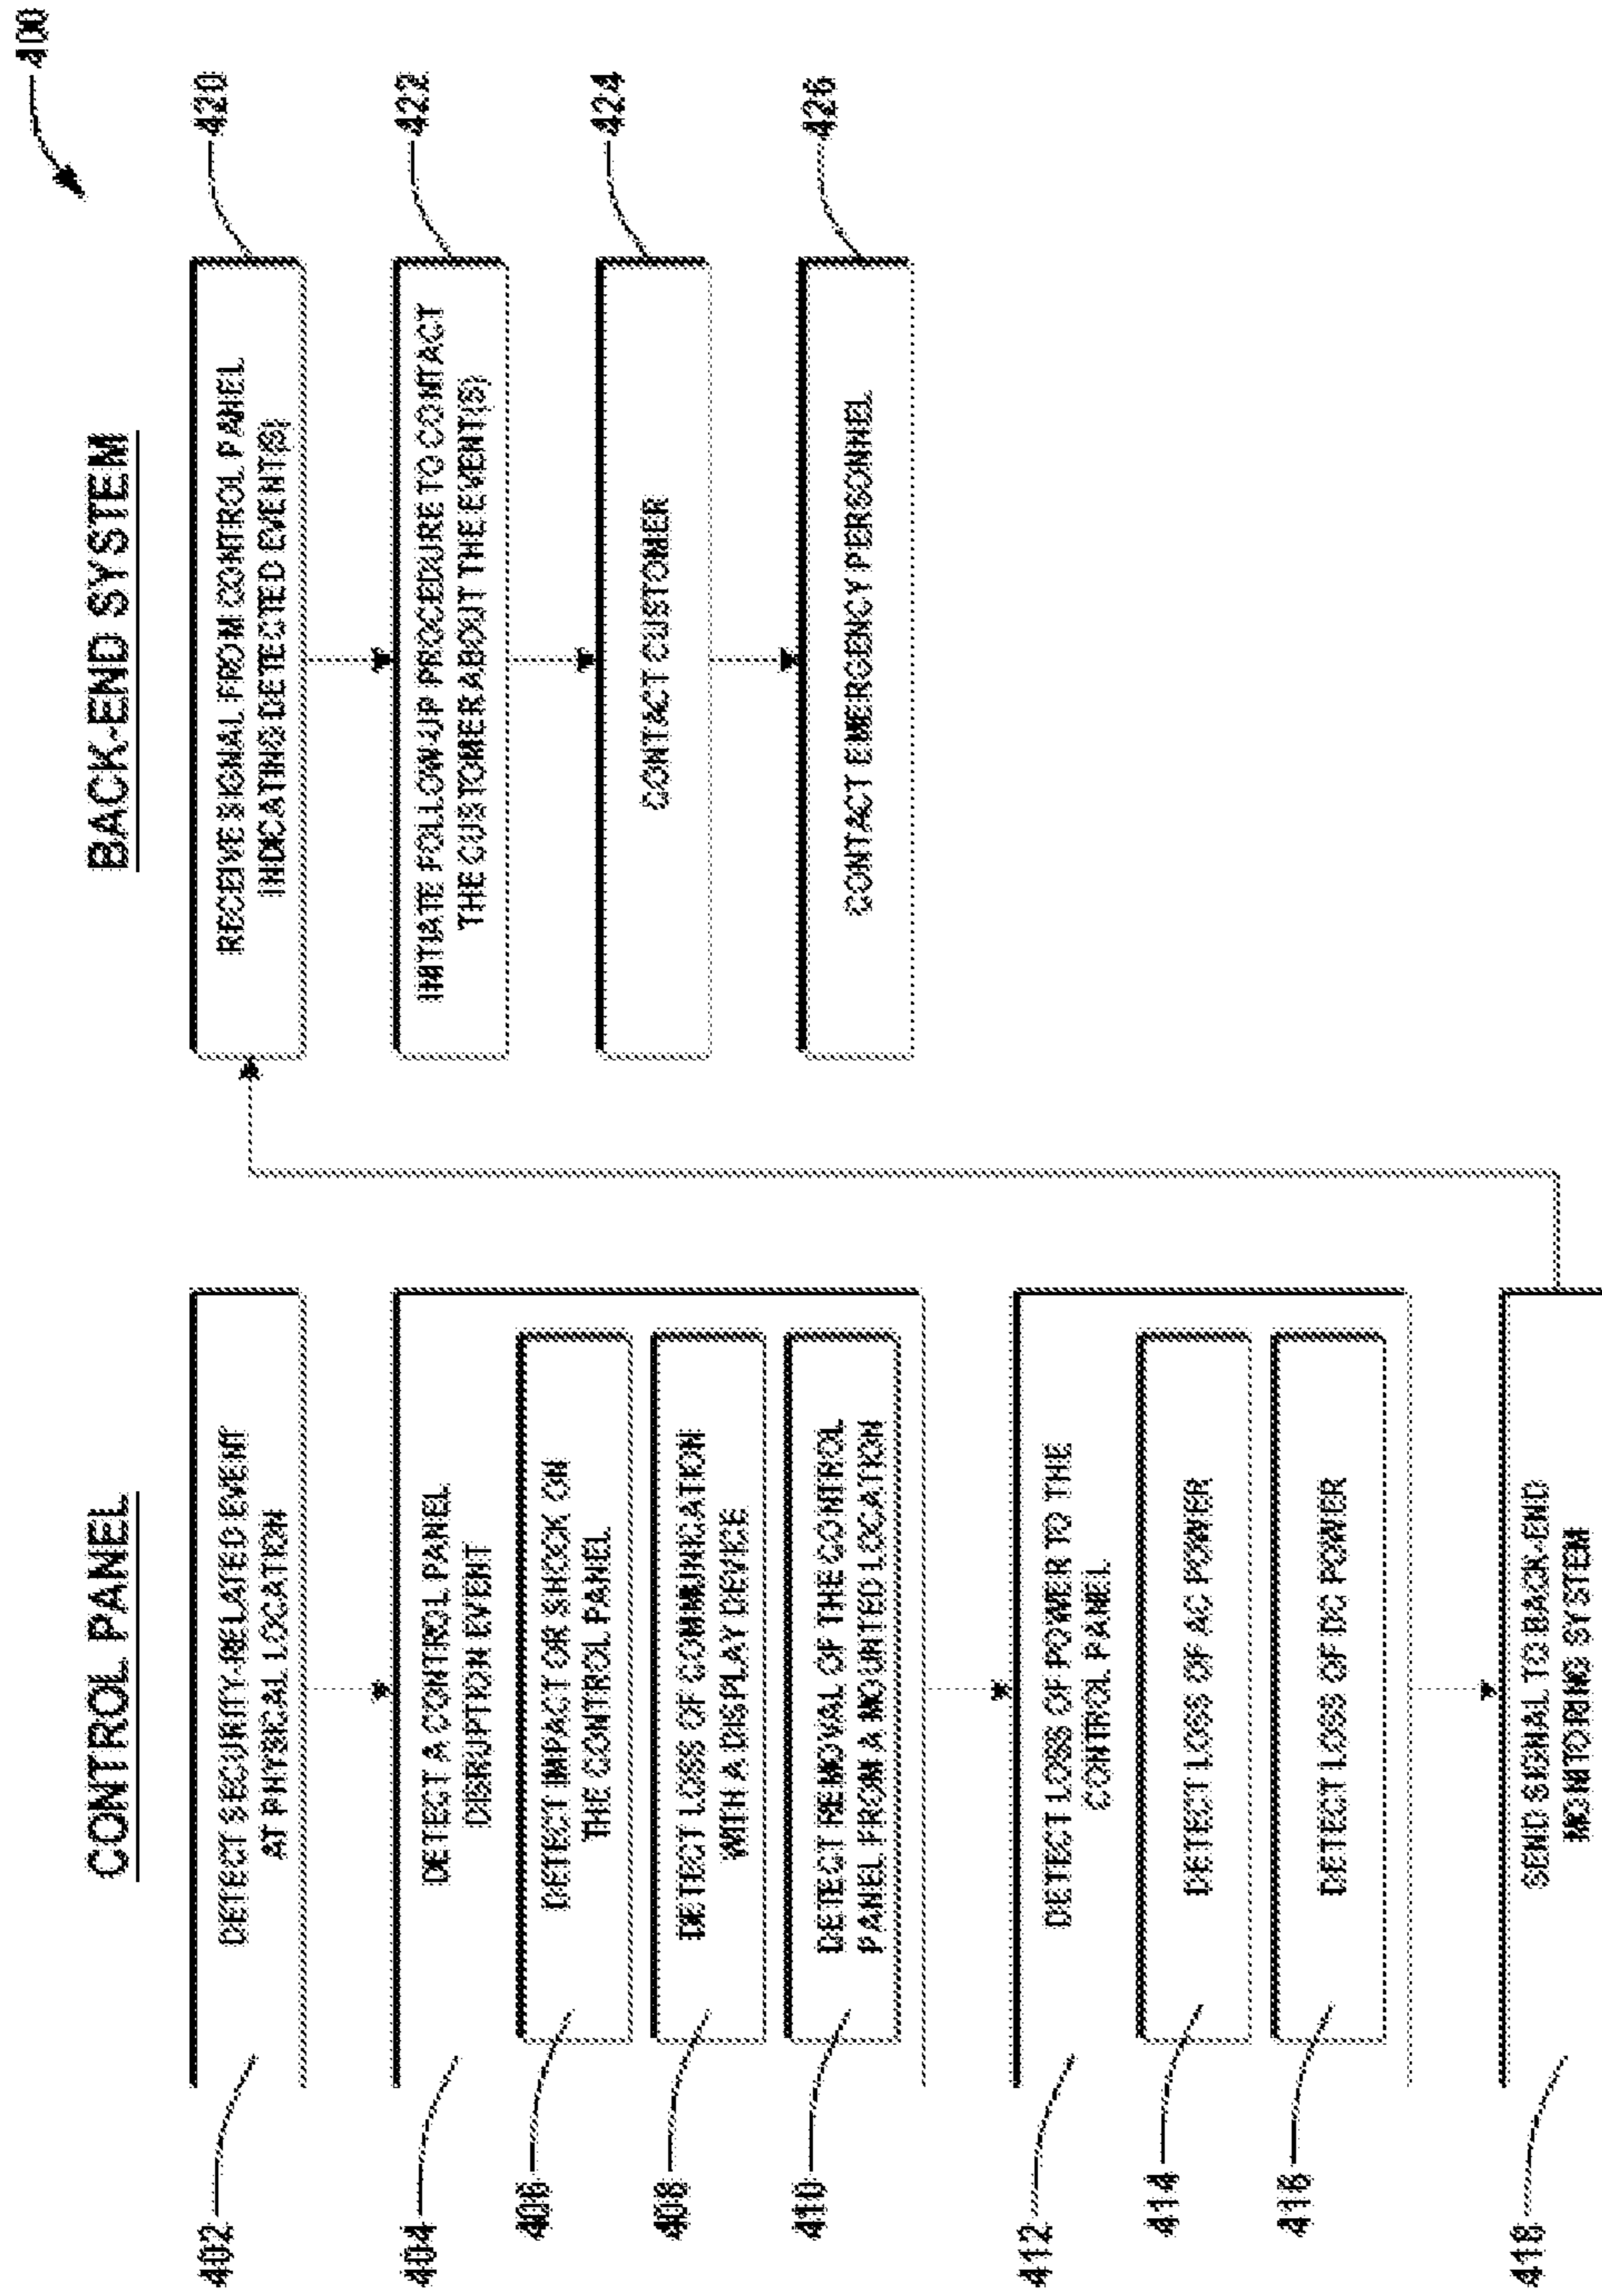 400
CONTROL PANEL
402
DETECT SECURITY-RELATED EVENT
AT PHYSICAL LOCATION
404
DETECT A CONTROL PANEL
DISRUPTION EVENT
406
DETECT IMPACT OR SHOCK ON
THE CONTROL PANEL
408
DETECT LOSS OF COMMUNICATION
WITH A DISPLAY DEVICE
410
DETECT REMOVAL OF THE CONTROL
PANEL FROM A MOUNTED LOCATION
412
DETECT LOSS OF POWER TO THE
CONTROL PANEL
414
DETECT LOSS OF AC POWER
416
DETECT LOSS OF DC POWER
418
SEND SIGNAL TO BACK-END
MONITORING SYSTEM
BACK-END SYSTEM
RECEIVE SIGNAL FROM CONTROL PANEL
INDICATING DETECTED EVENT(S)
420
INITIATE FOLLOW-UP PROCEDURE TO CONTACT
THE CUSTOMER ABOUT THE EVENT(S)
422
CONTACT CUSTOMER
424
CONTACT EMERGENCY PERSONNEL
426